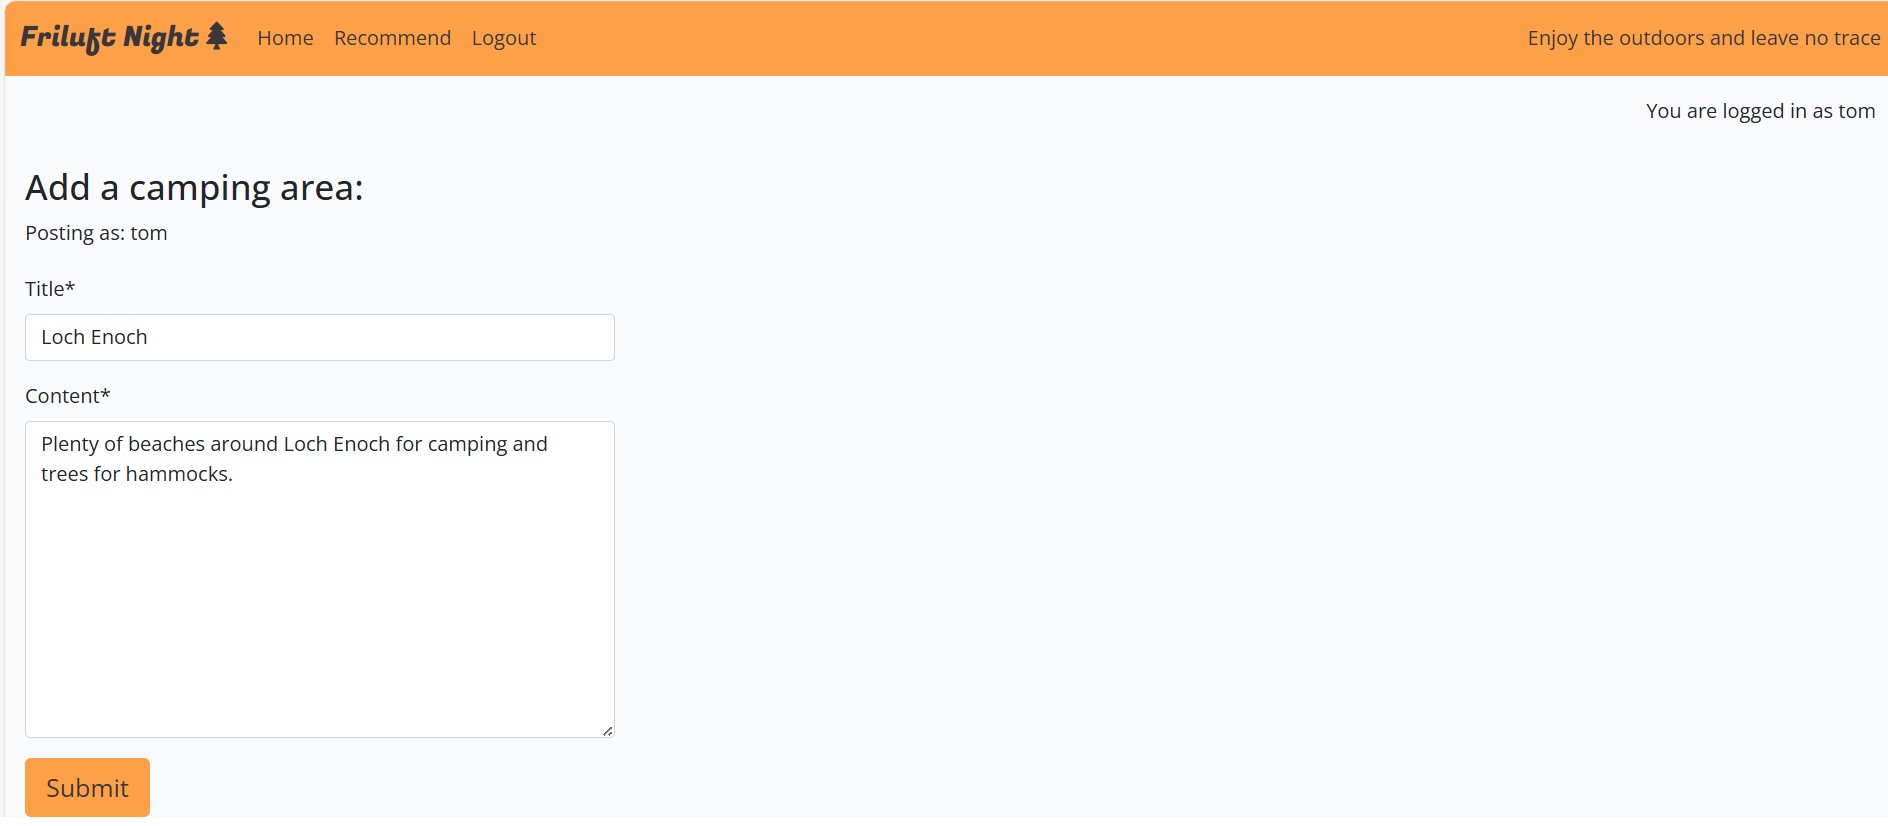 Friluft Night Home Recommend Logout Enjoy the outdoors and leave no trace
You are logged in as tom
Add a camping area:
Posting as: tom
Title*
Loch Enoch
Content*
Plenty of beaches around Loch Enoch for camping and
trees for hammocks.
Submit